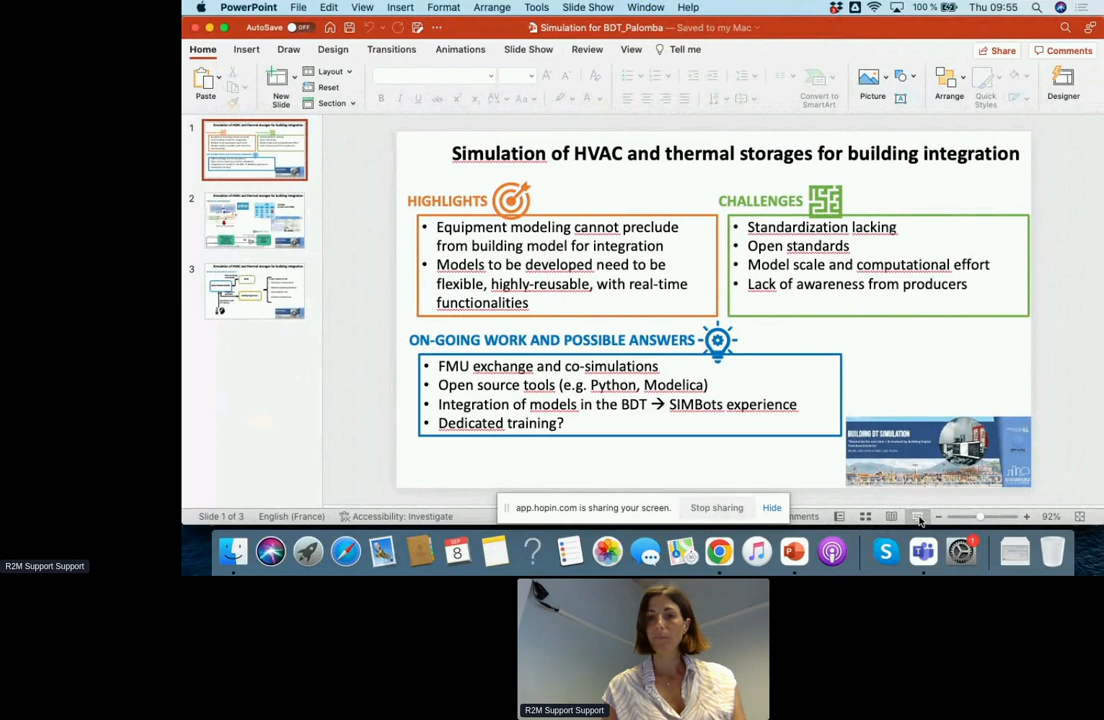 PowerPoint File Edit View Insert Format Arrange Tools Slide Show Window Help 100 % Thu 09:55
AutoSave OFF Simulation for BDT_Palomba — Saved to my Mac
Home Insert Draw Design Transitions Animations Slide Show Review View Tell me Share Comments
Paste New Slide Layout Reset Section Convert to SmartArt Picture Arrange Quick Styles Designer
1
2
3
Simulation of HVAC and thermal storages for building integration
HIGHLIGHTS
• Equipment modeling cannot preclude
from building model for integration
• Models to be developed need to be
flexible, highly-reusable, with real-time
functionalities
CHALLENGES
• Standardization lacking
• Open standards
• Model scale and computational effort
• Lack of awareness from producers
ON-GOING WORK AND POSSIBLE ANSWERS
• FMU exchange and co-simulations
• Open source tools (e.g. Python, Modelica)
• Integration of models in the BDT → SIMBots experience
• Dedicated training?
BUILDING DT SIMULATION
app.hopin.com is sharing your screen. Stop sharing Hide
Slide 1 of 3 English (France) Accessibility: Investigate mments 92%
SEP
8
1
R2M Support Support
R2M Support Support